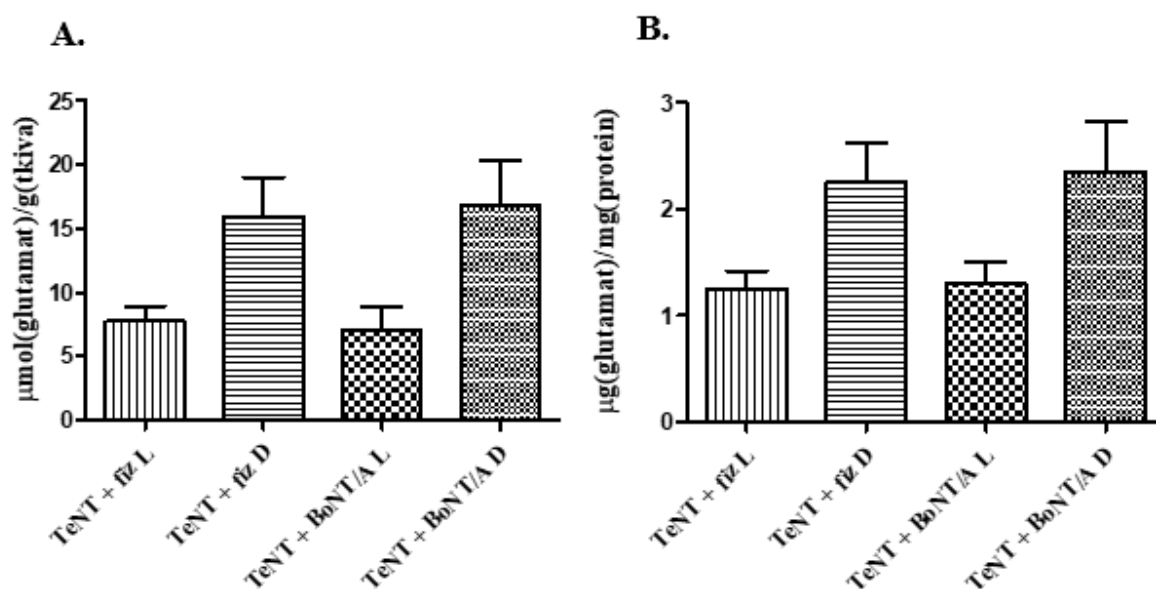 A.
μmol(glutamat)/g(tkiva)
25
20
15
10
5
0
TeNT + fiz L
TeNT + fiz D
TeNT + BoNT/A L
TeNT + BoNT/A D
B.
μg(glutamat)/mg(protein)
3
2
1
0
TeNT + fiz L
TeNT + fiz D
TeNT + BoNT/A L
TeNT + BoNT/A D